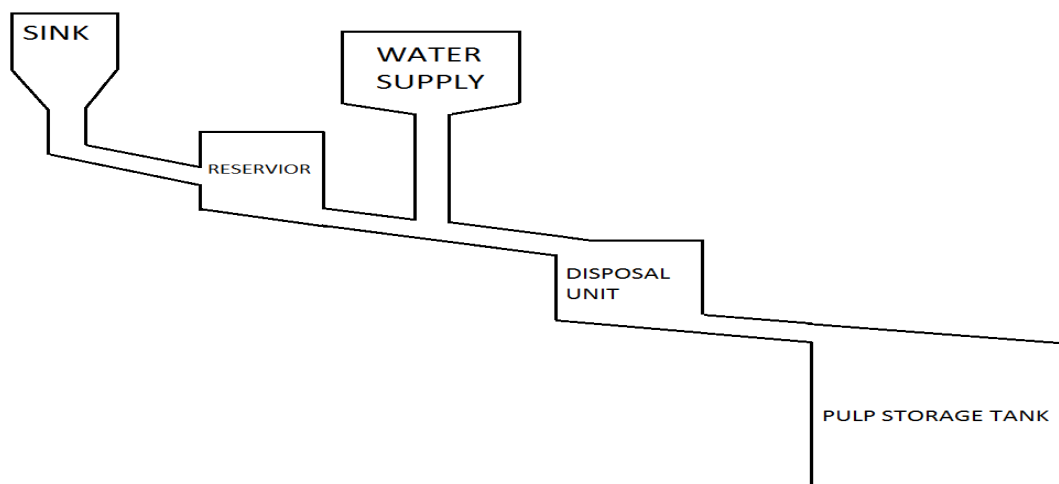 SINK
WATER
SUPPLY
RESERVIOR
DISPOSAL
UNIT
PULP STORAGE TANK